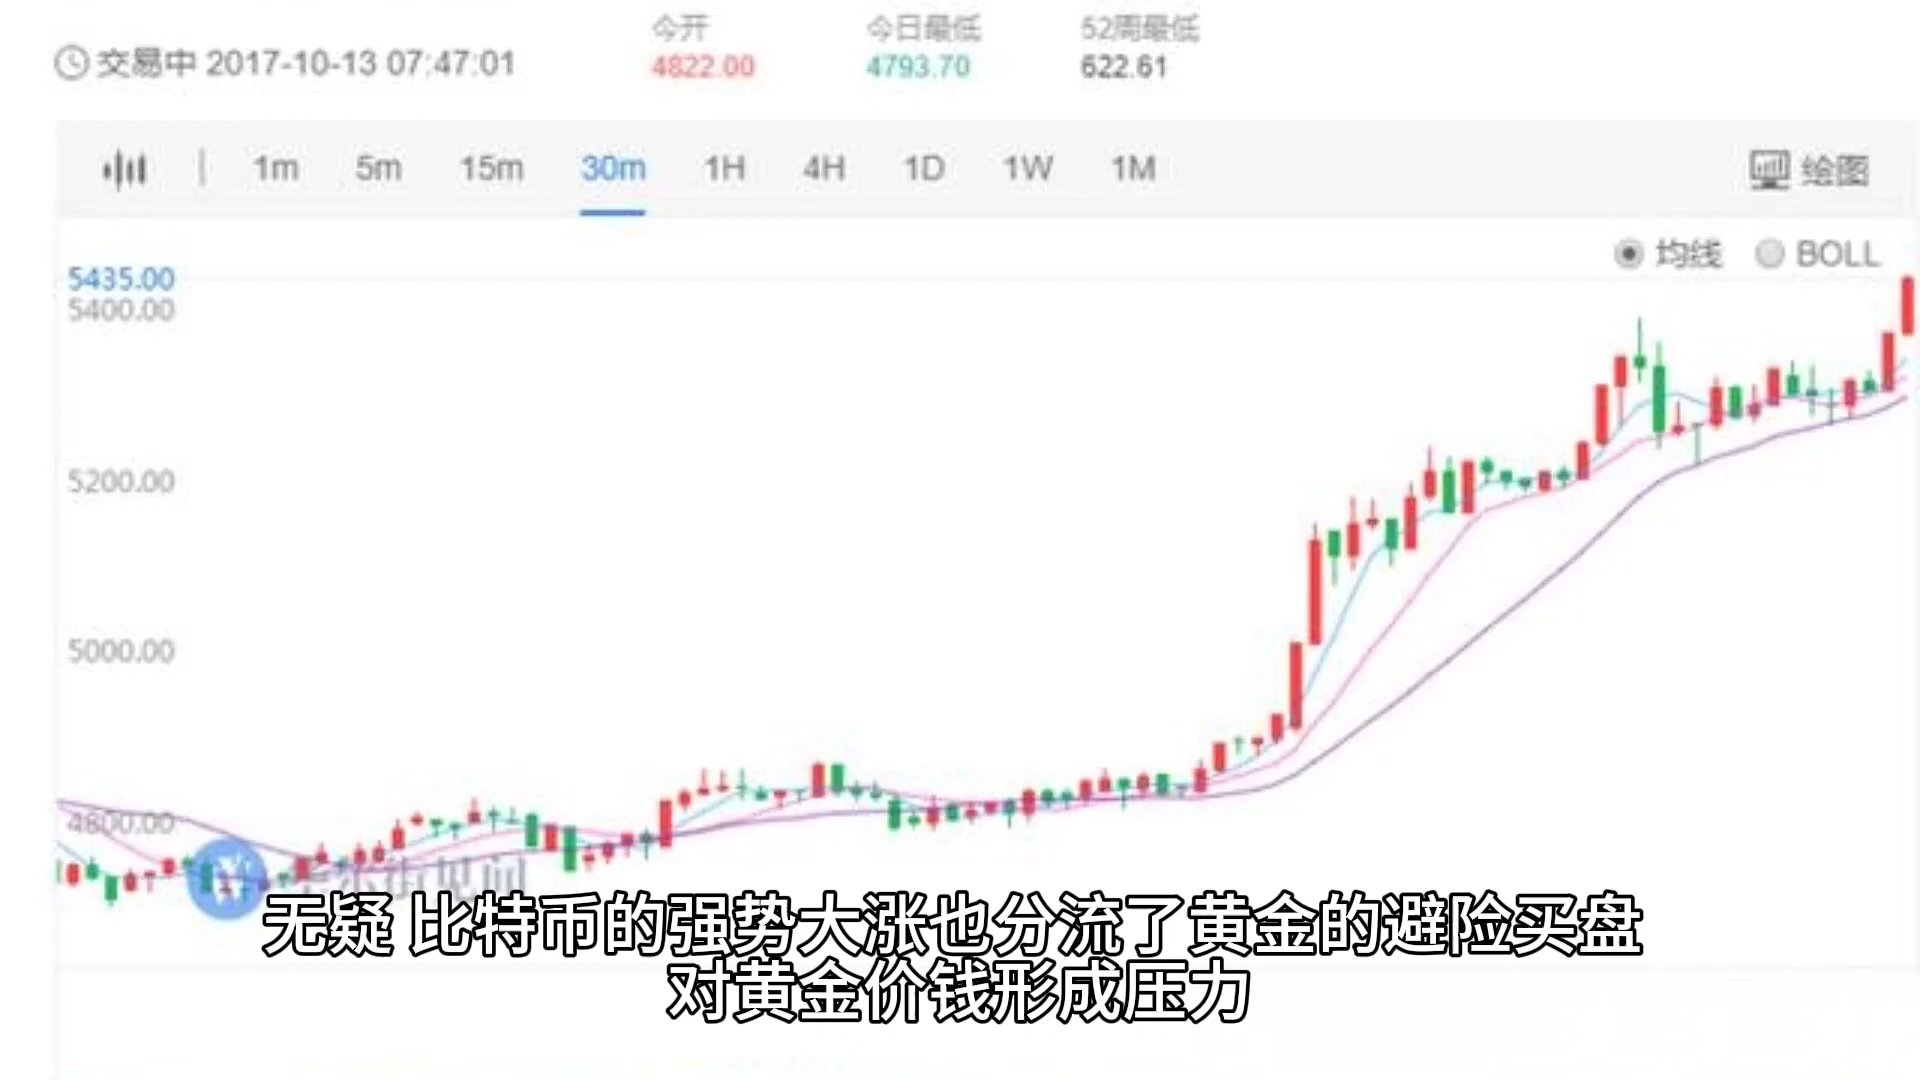 今开
今日最低
52周最低
交易中 2017-10-13 07:47:01
4822.00
4793.70
622.61
1m
5m
15m
30m
1H
4H
1D
1W
1M
绘图
均线
BOLL
5435.00
5400.00
5200.00
5000.00
4800.00
无疑 比特币的强势大涨也分流了黄金的避险买盘
对黄金价钱形成压力